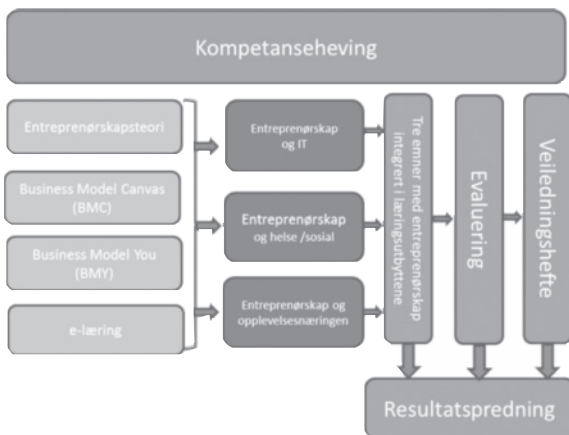 Kompetanseheving
Entreprenørskapsteori
Business Model Canvas
(BMC)
Business Model You
(BMY)
e-læring
Entreprenørskap
og IT
Entreprenørskap
og helse /sosial
Entreprenørskap og
opplevelsesnæringen
Tre emner med entreprenørskap
integrert i læringsutbyttene
Evaluering
Veiledningshefte
Resultatspredning